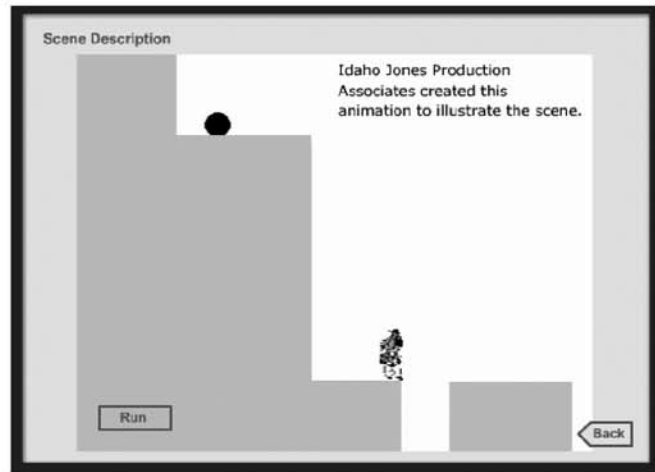 Scene Description
Idaho Jones Production
Associates created this
animation to illustrate the scene.
Run
Back